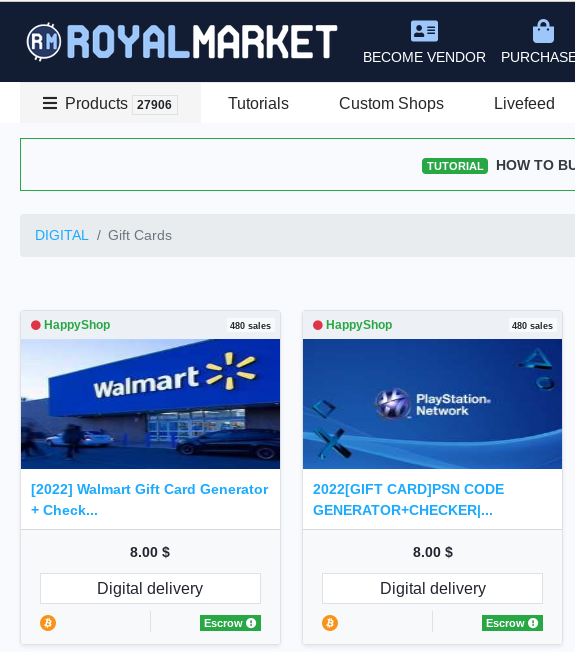 RM ROYALMARKET
BECOME VENDOR
PURCHASE
Products 27906
Tutorials
Custom Shops
Livefeed
TUTORIAL HOW TO BU
DIGITAL / Gift Cards
HappyShop
480 sales
Walmart
[2022] Walmart Gift Card Generator
+ Check...
8.00 $
Digital delivery
Escrow
HappyShop
480 sales
PlayStation
Network
2022[GIFT CARD]PSN CODE
GENERATOR+CHECKER|...
8.00 $
Digital delivery
Escrow